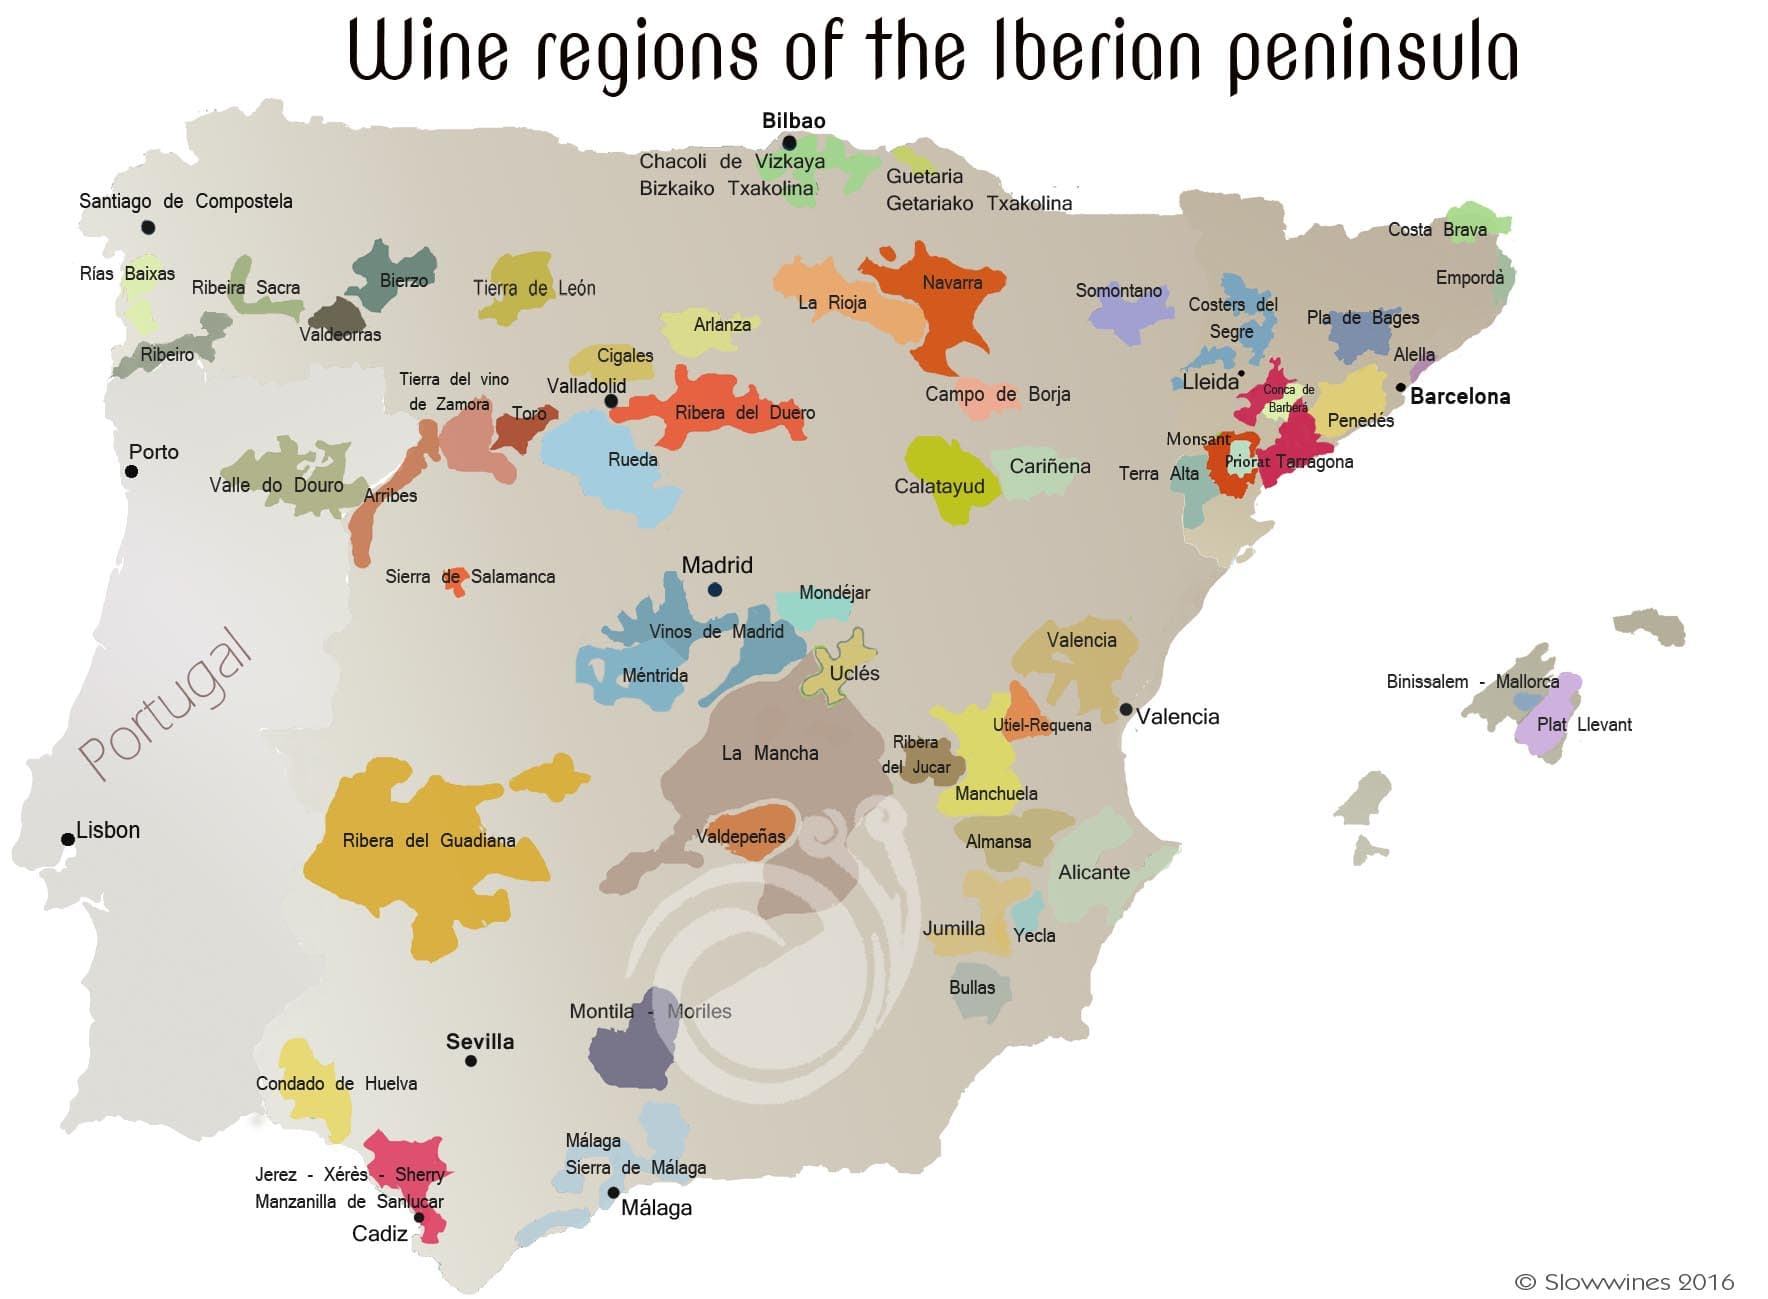 Wine regions of the Iberian peninsula
Bilbao
Chacoli de Vizkaya
Bizkaiko Txakolina
Guetaria
Getariako Txakolina
Santiago de Compostela
Costa Brava
Rías Baixas
Ribeira Sacra
Bierzo
Tierra de León
Valdeorras
Ribeiro
Arlanza
La Rioja
Navarra
Somontano
Costers del
Segre
Pla de Bages
Empordà
Alella
Cigales
Valladolid
Tierra del vino
de Zamora
Toro
Ribera del Duero
Campo de Borja
Lleida
Conca de
Barberá
Penedés
Barcelona
Porto
Valle do Douro
Arribes
Rueda
Calatayud
Cariñena
Monsant
Terra Alta
Priorat
Tarragona
Sierra de Salamanca
Madrid
Mondéjar
Vinos de Madrid
Méntrida
Uclés
Valencia
Portugal
Utiel-Requena
Valencia
Binissalem - Mallorca
Plat Llevant
La Mancha
Ribera
del Jucar
Manchuela
Lisbon
Ribera del Guadiana
Valdepeñas
Almansa
Alicante
Jumilla
Yecla
Bullas
Montila - Moriles
Sevilla
Condado de Huelva
Málaga
Sierra de Málaga
Málaga
Jerez - Xérès - Sherry
Manzanilla de Sanlucar
Cadiz
© Slowwines 2016